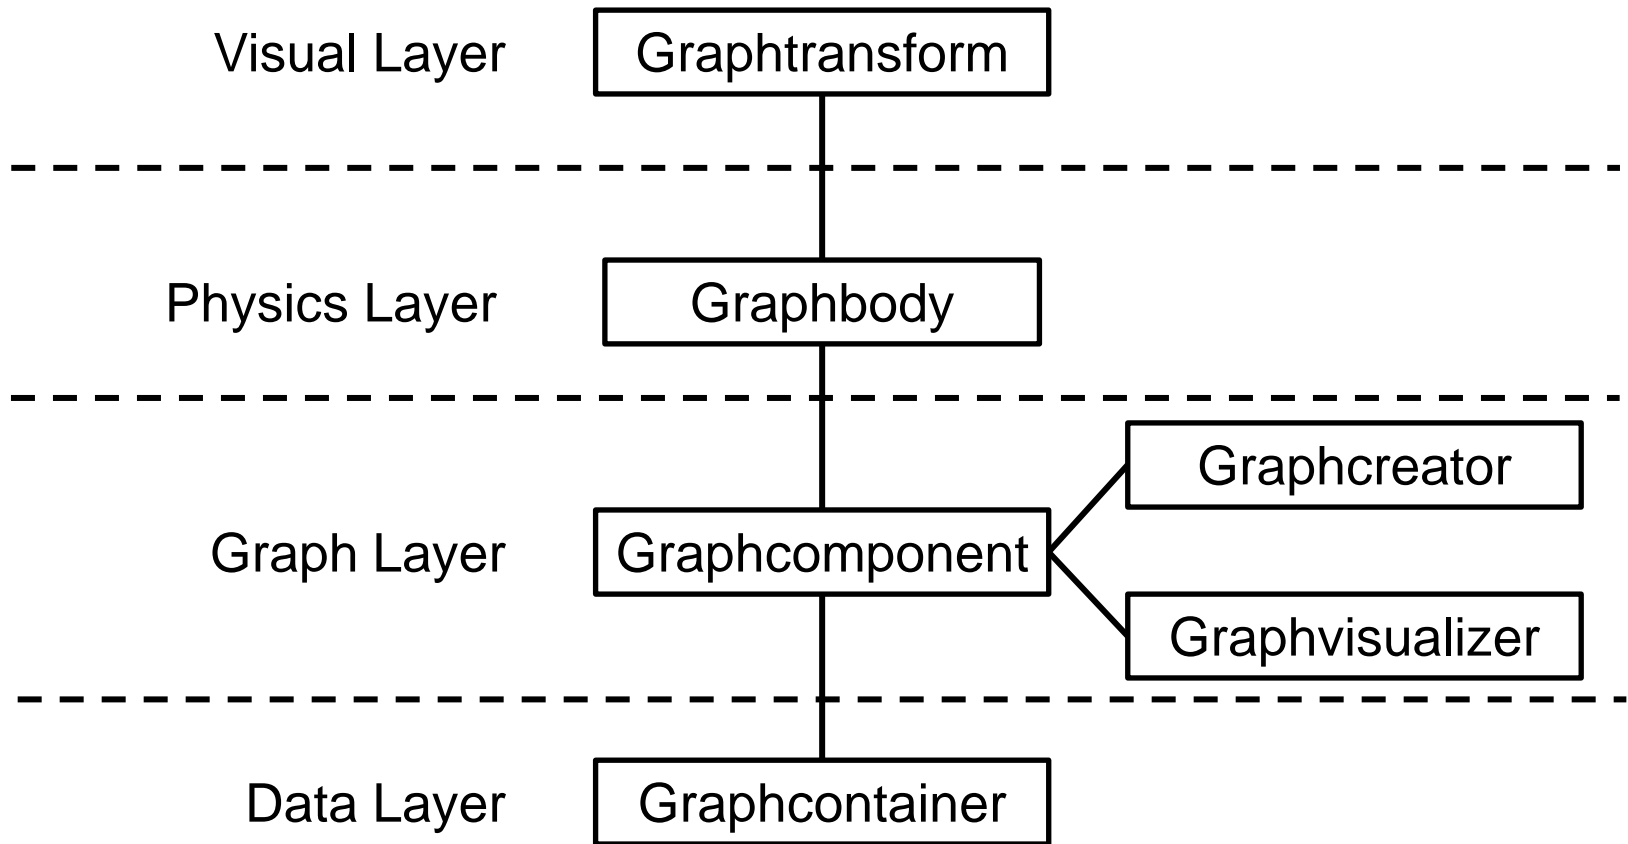 Visual Layer
Graphtransform
Physics Layer
Graphbody
Graphcreator
Graph Layer
Graphcomponent
Graphvisualizer
Data Layer
Graphcontainer